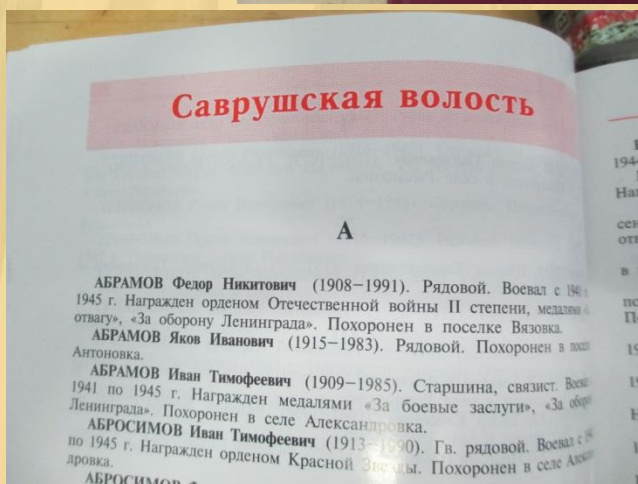 Саврушская волость
А
АБРАМОВ Федор Никитович (1908—1991). Рядовой. Воевал с 1941
1945 г. Награжден орденом Отечественной войны II степени, медалями
отвагу», «За оборону Ленинграда». Похоронен в поселке Вязовка.
АБРАМОВ Яков Иванович (1915—1983). Рядовой. Похоронен в
Антоновка.
АБРАМОВ Иван Тимофеевич (1909—1985). Старшина, связист.
1941 по 1945 г. Награжден медалями «За боевые заслуги», «За
Ленинграда». Похоронен в селе Александровка.
АБРОСИМОВ Иван Тимофеевич (1913—1990). Гв. рядовой. Воевал с
по 1945 г. Награжден орденом Красной Звезды. Похоронен в селе
дровка.
АБРОСИМОВ